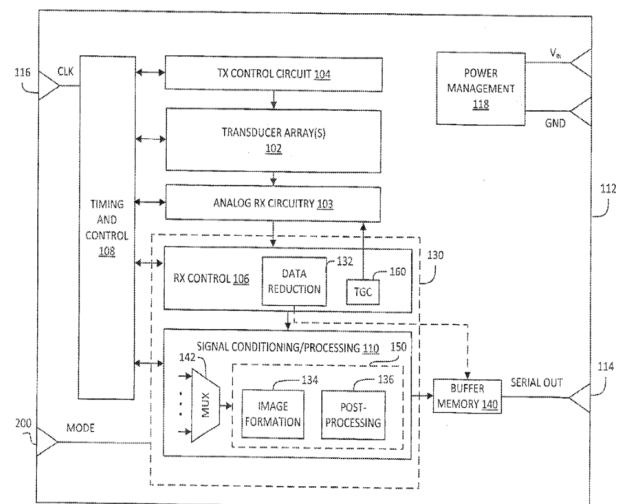 116
CLK
TIMING
AND
CONTROL
108
TX CONTROL CIRCUIT 104
TRANSDUCER ARRAY(S)
102
ANALOG RX CIRCUITRY 103
POWER
MANAGEMENT
118
VIN
GND
112
130
RX CONTROL 106
DATA
REDUCTION
132
160
TGC
SIGNAL CONDITIONING/PROCESSING 110
150
142
MUX
134
IMAGE
FORMATION
136
POST-
PROCESSING
BUFFER
MEMORY 140
SERIAL OUT
114
200
MODE